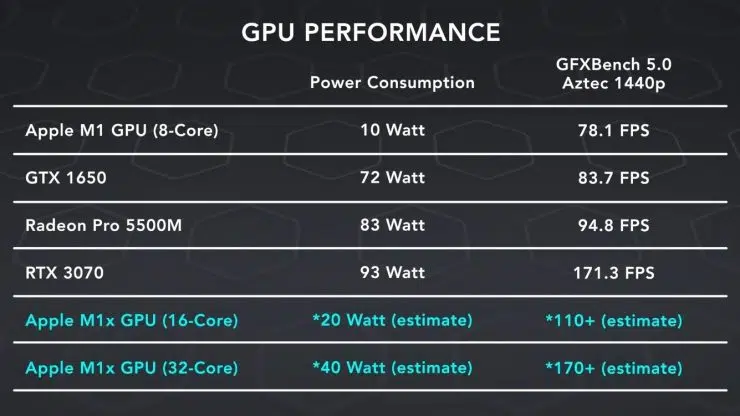 GPU PERFORMANCE
Power Consumption GFXBench 5.0
Aztec 1440p
Apple M1 GPU (8-Core) 10 Watt 78.1 FPS
GTX 1650 72 Watt 83.7 FPS
Radeon Pro 5500M 83 Watt 94.8 FPS
RTX 3070 93 Watt 171.3 FPS
Apple M1x GPU (16-Core) *20 Watt (estimate) *110+ (estimate)
Apple M1x GPU (32-Core) *40 Watt (estimate) *170+ (estimate)